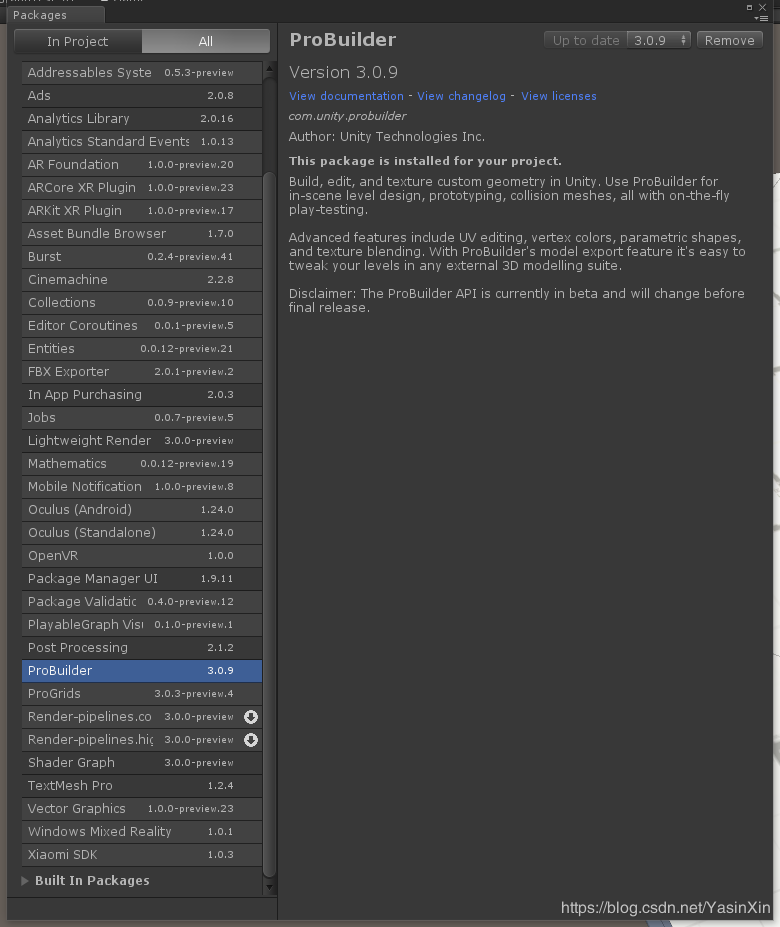 Packages
In Project
All
Addressables Syste 0.5.3-preview
Ads 2.0.8
Analytics Library 2.0.16
Analytics Standard Events 1.0.13
AR Foundation 1.0.0-preview.20
ARCore XR Plugin 1.0.0-preview.23
ARKit XR Plugin 1.0.0-preview.17
Asset Bundle Browser 1.7.0
Burst 0.2.4-preview.41
Cinemachine 2.2.8
Collections 0.0.9-preview.10
Editor Coroutines 0.0.1-preview.5
Entities 0.0.12-preview.21
FBX Exporter 2.0.1-preview.2
In App Purchasing 2.0.3
Jobs 0.0.7-preview.5
Lightweight Render 3.0.0-preview
Mathematics 0.0.12-preview.19
Mobile Notification 1.0.0-preview.8
Oculus (Android) 1.24.0
Oculus (Standalone) 1.24.0
OpenVR 1.0.0
Package Manager UI 1.9.11
Package Validatic 0.4.0-preview.12
PlayableGraph Visu 0.1.0-preview.1
Post Processing 2.1.2
ProBuilder 3.0.9
ProGrids 3.0.3-preview.4
Render-pipelines.co 3.0.0-preview
Render-pipelines.hig 3.0.0-preview
Shader Graph 3.0.0-preview
TextMesh Pro 1.2.4
Vector Graphics 1.0.0-preview.23
Windows Mixed Reality 1.0.1
Xiaomi SDK 1.0.3
Built In Packages
ProBuilder
Up to date 3.0.9 Remove
Version 3.0.9
View documentation - View changelog - View licenses
com.unity.probuilder
Author: Unity Technologies Inc.
This package is installed for your project.
Build, edit, and texture custom geometry in Unity. Use ProBuilder for
in-scene level design, prototyping, collision meshes, all with on-the-fly
play-testing.
Advanced features include UV editing, vertex colors, parametric shapes,
and texture blending. With ProBuilder's model export feature it's easy to
tweak your levels in any external 3D modelling suite.
Disclaimer: The ProBuilder API is currently in beta and will change before
final release.
https://blog.csdn.net/YasinXin